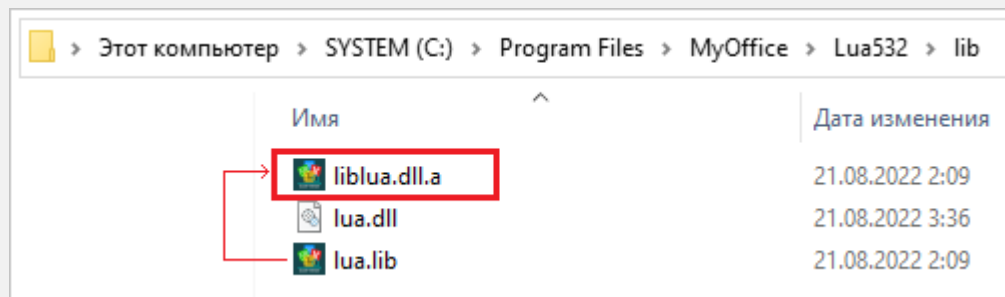 Этот компьютер > SYSTEM (C:) > Program Files > MyOffice > Lua532 > lib
Имя Дата изменения
liblua.dll.a 21.08.2022 2:09
lua.dll 21.08.2022 3:36
lua.lib 21.08.2022 2:09